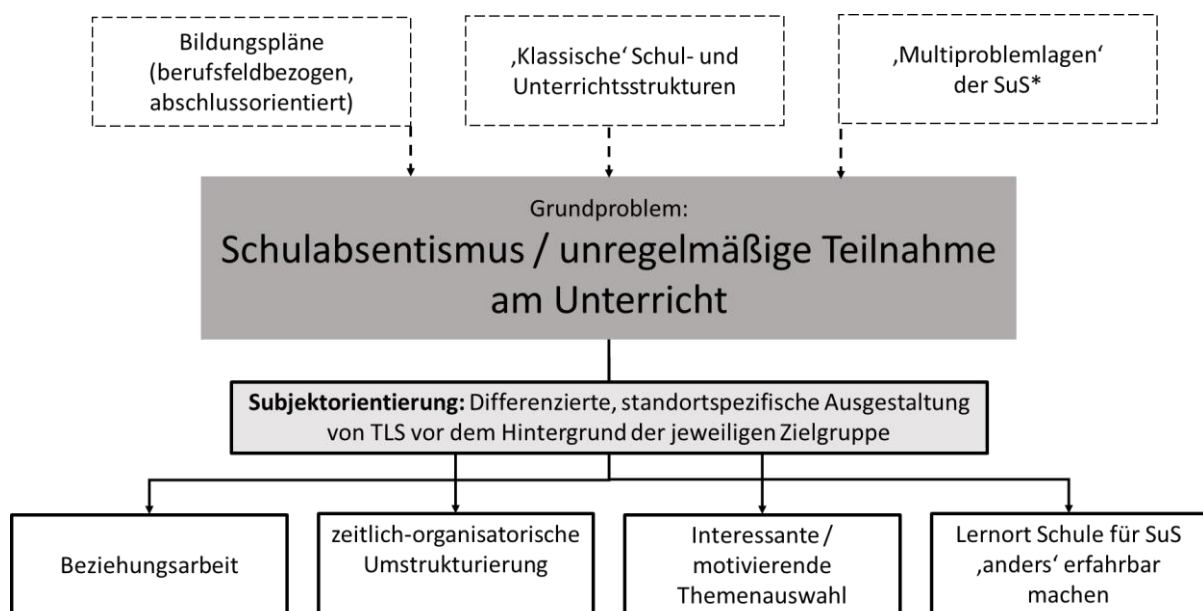 Bildungspläne
(berufsfeldbezogen,
abschlussorientiert)
‚Klassische‘ Schul- und
Unterrichtsstrukturen
‚Multiproblemlagen‘
der SuS*
Grundproblem:
Schulabsentismus / unregelmäßige Teilnahme
am Unterricht
Subjektorientierung: Differenzierte, standortspezifische Ausgestaltung
von TLS vor dem Hintergrund der jeweiligen Zielgruppe
Beziehungsarbeit
zeitlich-organisatorische
Umstrukturierung
Interessante /
motivierende
Themenauswahl
Lernort Schule für SuS
‚anders‘ erfahrbar
machen